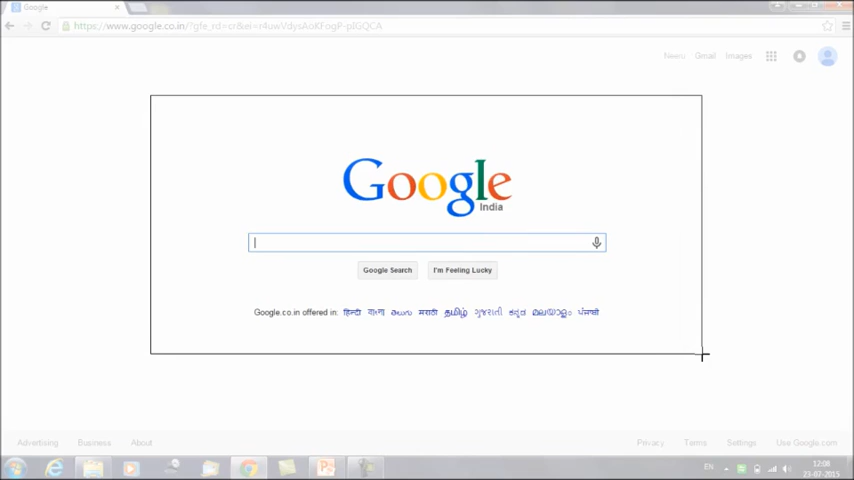 Google
https://www.google.co.in/?gfe_rd=cr&ei=r4uwVdysAoKFogP-pIGQCA
Neeru Gmail Images
Google
India
Google Search I'm Feeling Lucky
Google.co.in offered in: हिन्दी বাংলা తెలుగు मराठी தமிழ் ગુજરાતી ಕನ್ನಡ മലയാളം ਪੰਜਾਬੀ
Advertising Business About Privacy Terms Settings Use Google.com
EN 12:08
23-07-2015